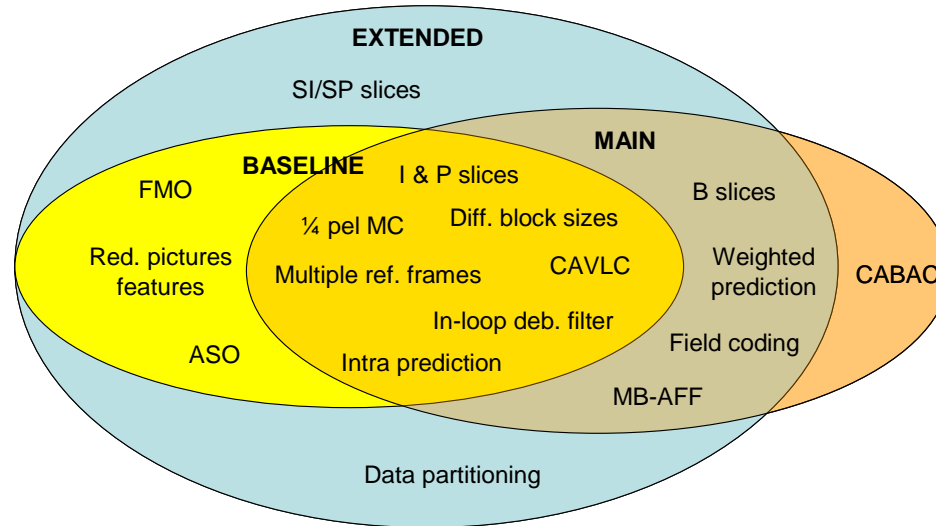 EXTENDED
SI/SP slices
MAIN
BASELINE
I & P slices
FMO
B slices
¼ pel MC
Diff. block sizes
Red. pictures
features
Multiple ref. frames
CAVLC
Weighted
prediction
CABAC
In-loop deb. filter
Field coding
ASO
Intra prediction
MB-AFF
Data partitioning